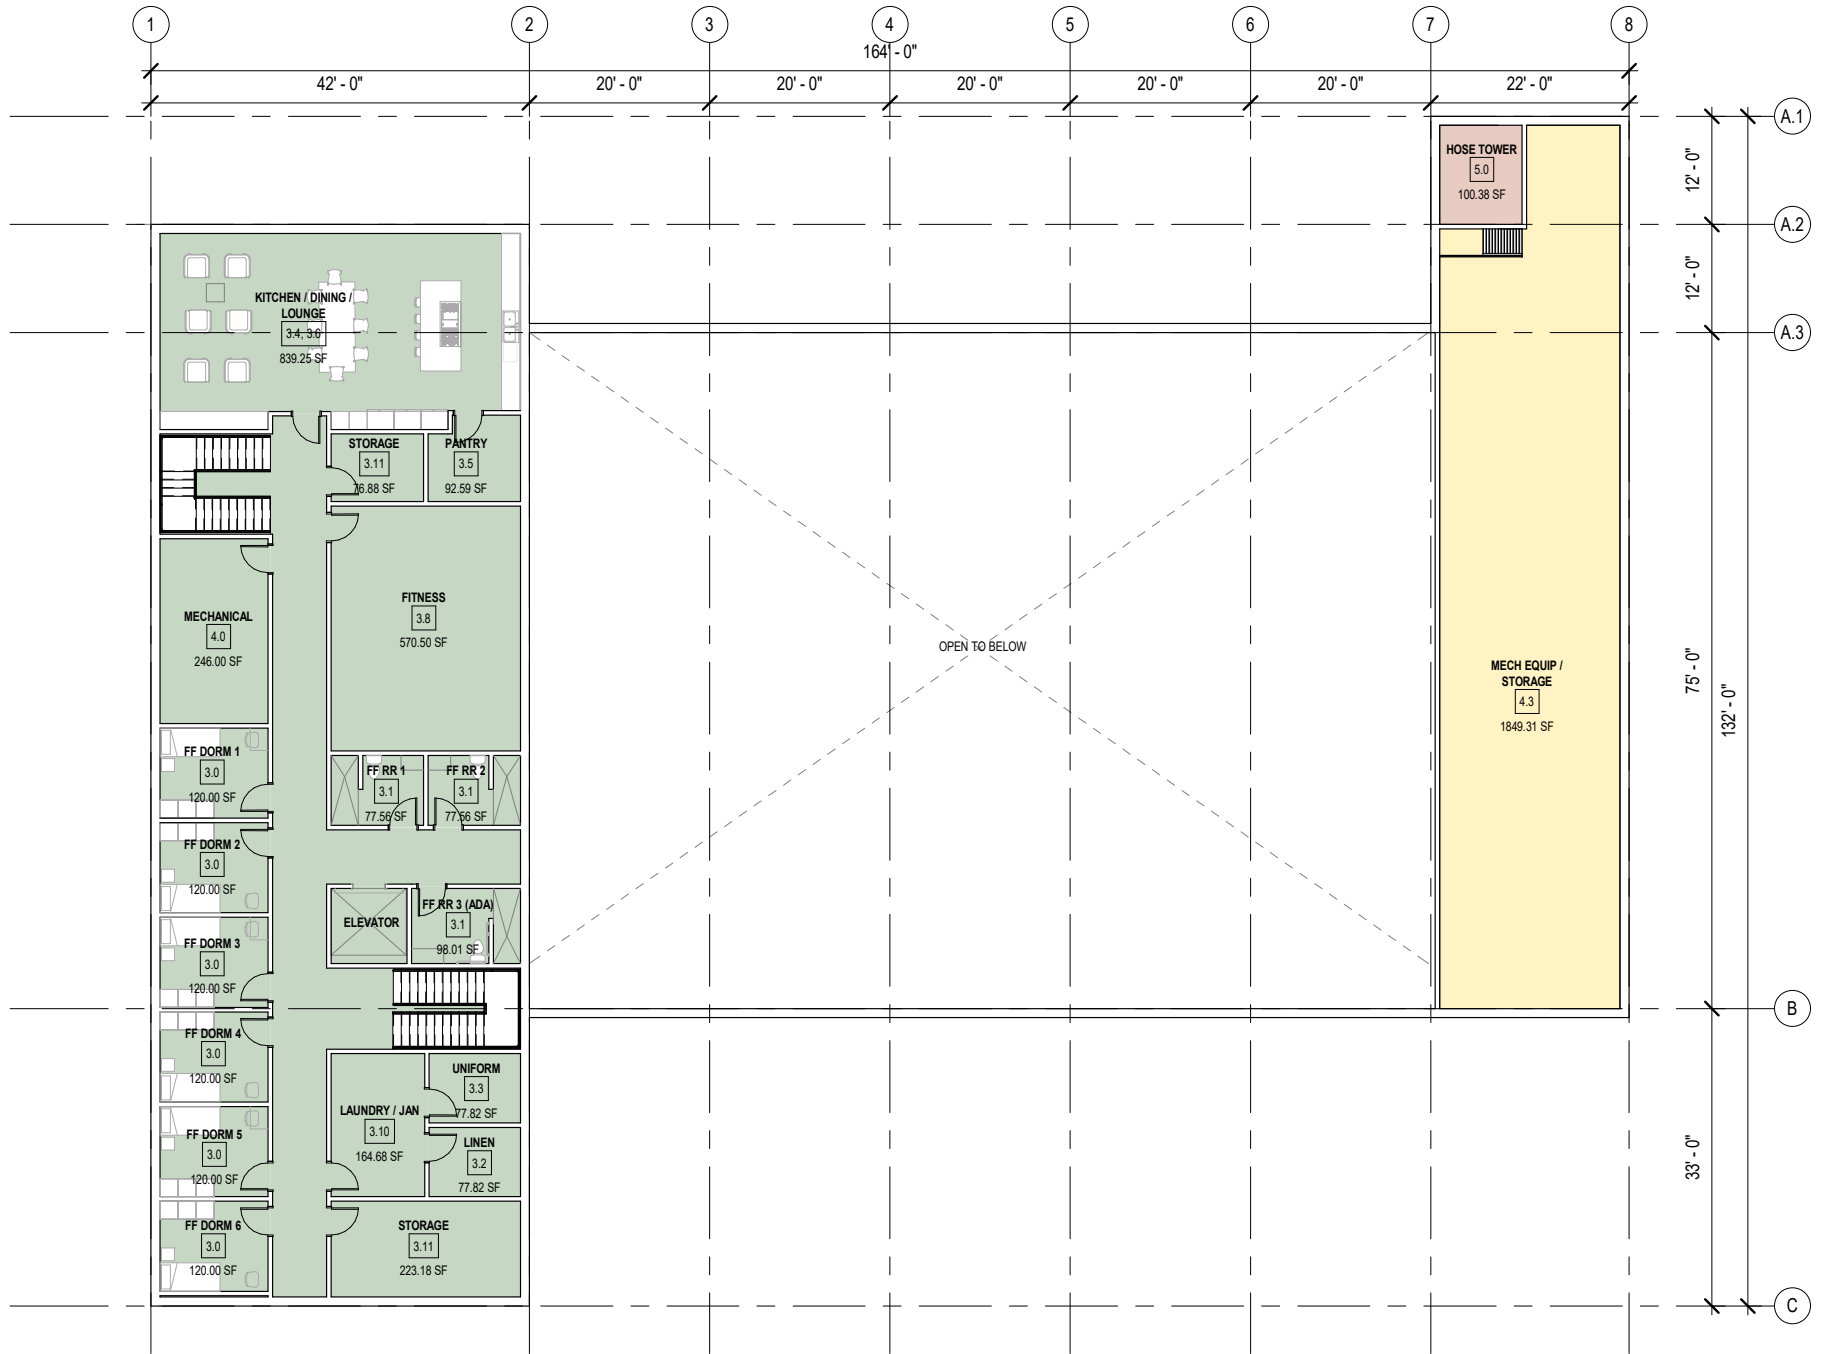 1
2
3
4
5
6
7
8
164' - 0"
42' - 0"
20' - 0"
20' - 0"
20' - 0"
20' - 0"
20' - 0"
22' - 0"
A.1
12' - 0"
A.2
12' - 0"
A.3
75' - 0"
132' - 0"
B
33' - 0"
C
HOSE TOWER
5.0
100.38 SF
KITCHEN / DINING /
LOUNGE
3.4, 3.6
839.25 SF
STORAGE
3.11
76.88 SF
PANTRY
3.5
92.59 SF
MECHANICAL
4.0
246.00 SF
FITNESS
3.8
570.50 SF
OPEN TO BELOW
MECH EQUIP /
STORAGE
4.3
1849.31 SF
FF DORM 1
3.0
120.00 SF
FF RR 1
3.1
77.56 SF
FF RR 2
3.1
77.56 SF
FF DORM 2
3.0
120.00 SF
ELEVATOR
FF RR 3 (ADA)
3.1
98.01 SF
FF DORM 3
3.0
120.00 SF
FF DORM 4
3.0
120.00 SF
UNIFORM
3.3
77.82 SF
LAUNDRY / JAN
3.10
164.68 SF
LINEN
3.2
77.82 SF
FF DORM 5
3.0
120.00 SF
FF DORM 6
3.0
120.00 SF
STORAGE
3.11
223.18 SF